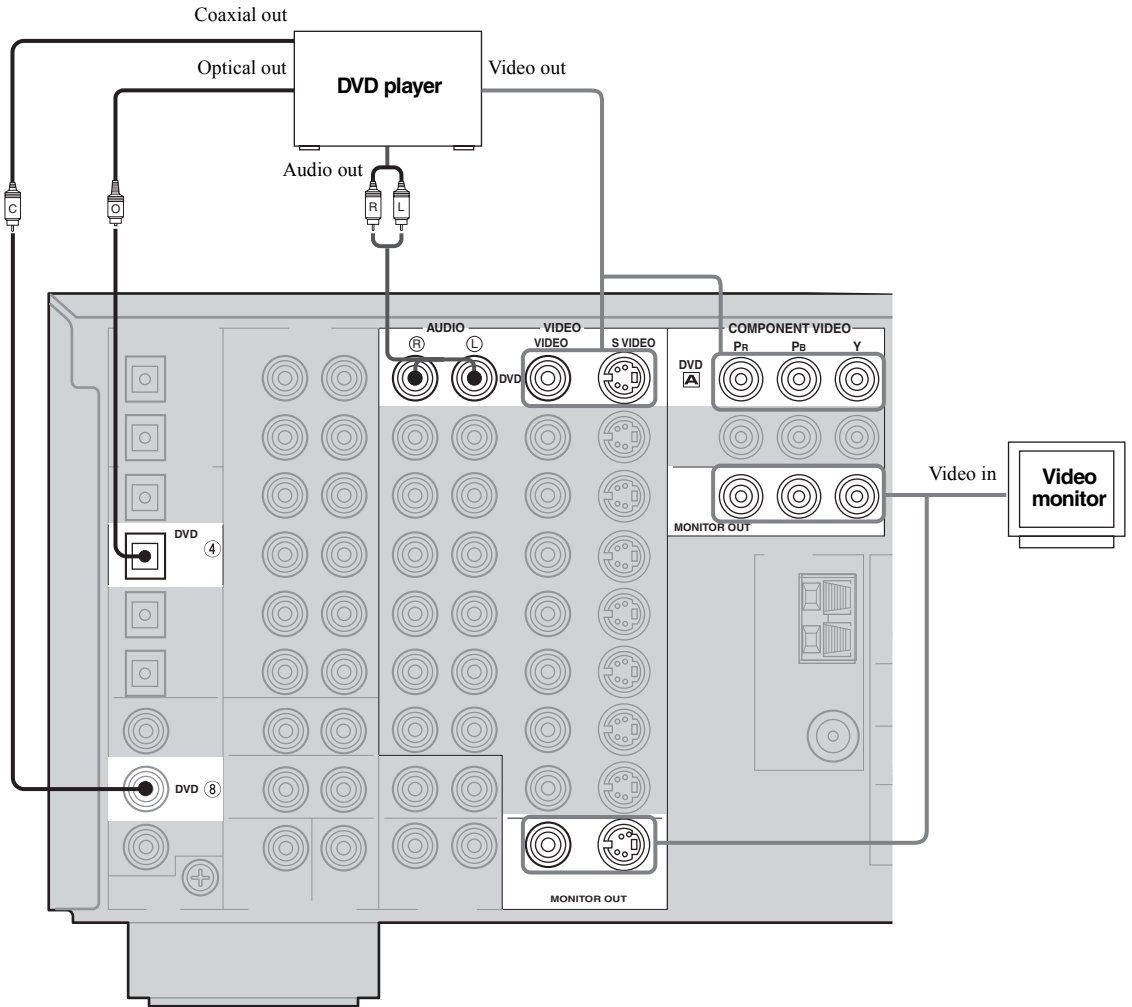 Coaxial out
Optical out
DVD player
Video out
Audio out
C
O
R
L
AUDIO
VIDEO
COMPONENT VIDEO
Ⓡ
Ⓛ
VIDEO
S VIDEO
PR
PB
Y
DVD
DVD
A
Video in
Video
monitor
MONITOR OUT
DVD
④
DVD ⑧
MONITOR OUT